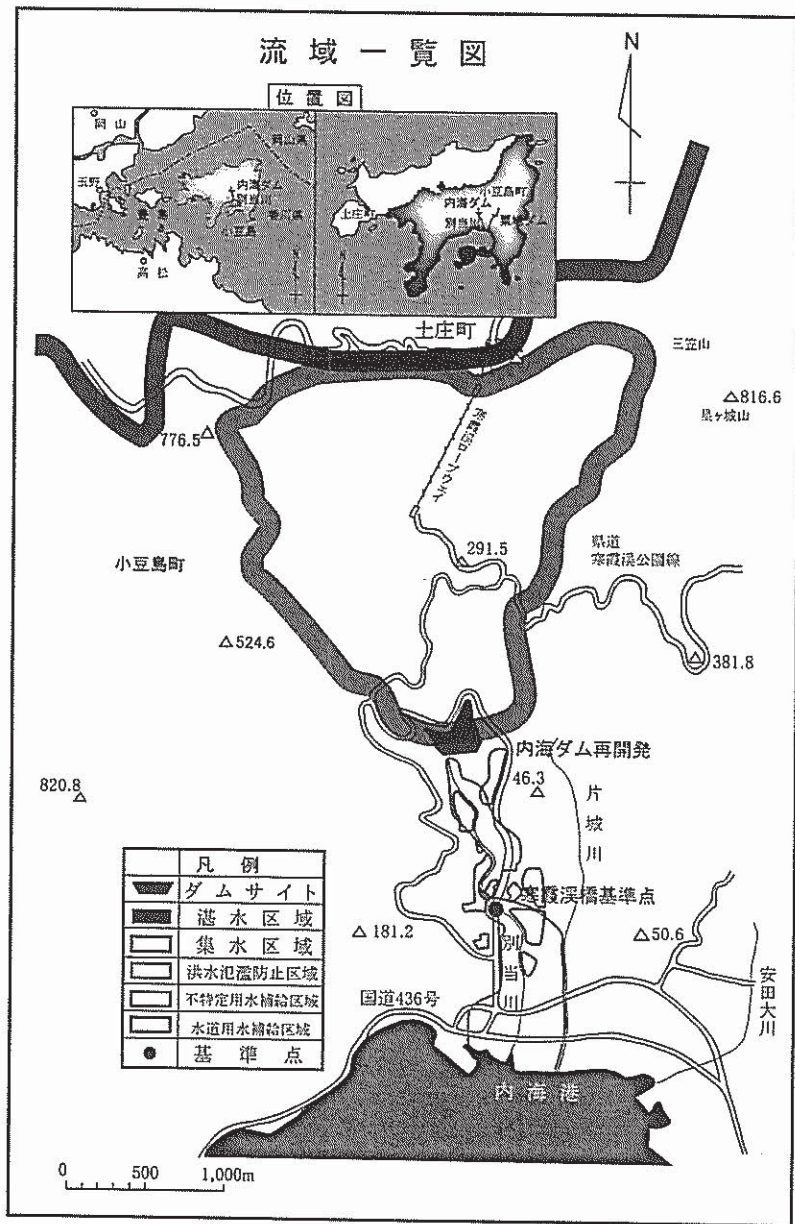 流域一覧図
N
位置図
岡山
岡山県
玉野
内海ダム
別当川
豊島
香川県
小豆島
高松
小豆島町
内海ダム
土庄町
別当川
粟地ダム
土庄町
三笠山
△816.6
星ヶ城山
776.5△
寒霞渓ロープウェイ
291.5
県道
寒霞渓公園線
小豆島町
△524.6
381.8
内海ダム再開発
46.3
820.8
片城川
凡例
ダムサイト
湛水区域
集水区域
洪水氾濫防止区域
不特定用水補給区域
水道用水補給区域
基準点
寒霞渓橋基準点
△181.2
別当川
△50.6
安田大川
国道436号
内海港
0 500 1,000m